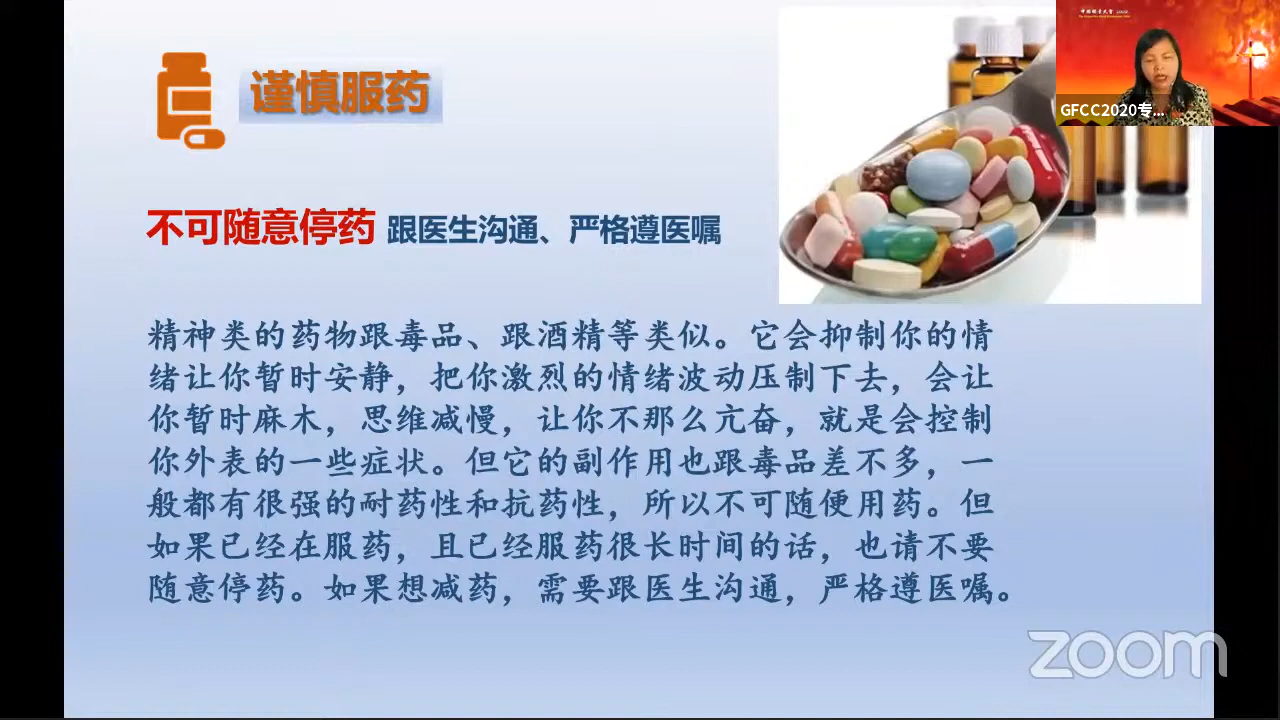 谨慎服药
不可随意停药 跟医生沟通、严格遵医嘱
精神类的药物跟毒品、跟酒精等类似。它会抑制你的情
绪让你暂时安静，把你激烈的情绪波动压制下去，会让
你暂时麻木，思维减慢，让你不那么亢奋，就是会控制
你外表的一些症状。但它的副作用也跟毒品差不多，一
般都有很强的耐药性和抗药性，所以不可随便用药。但
如果已经在服药，且已经服药很长时间的话，也请不要
随意停药。如果想减药，需要跟医生沟通，严格遵医嘱。
GFCC2020专...
zoom